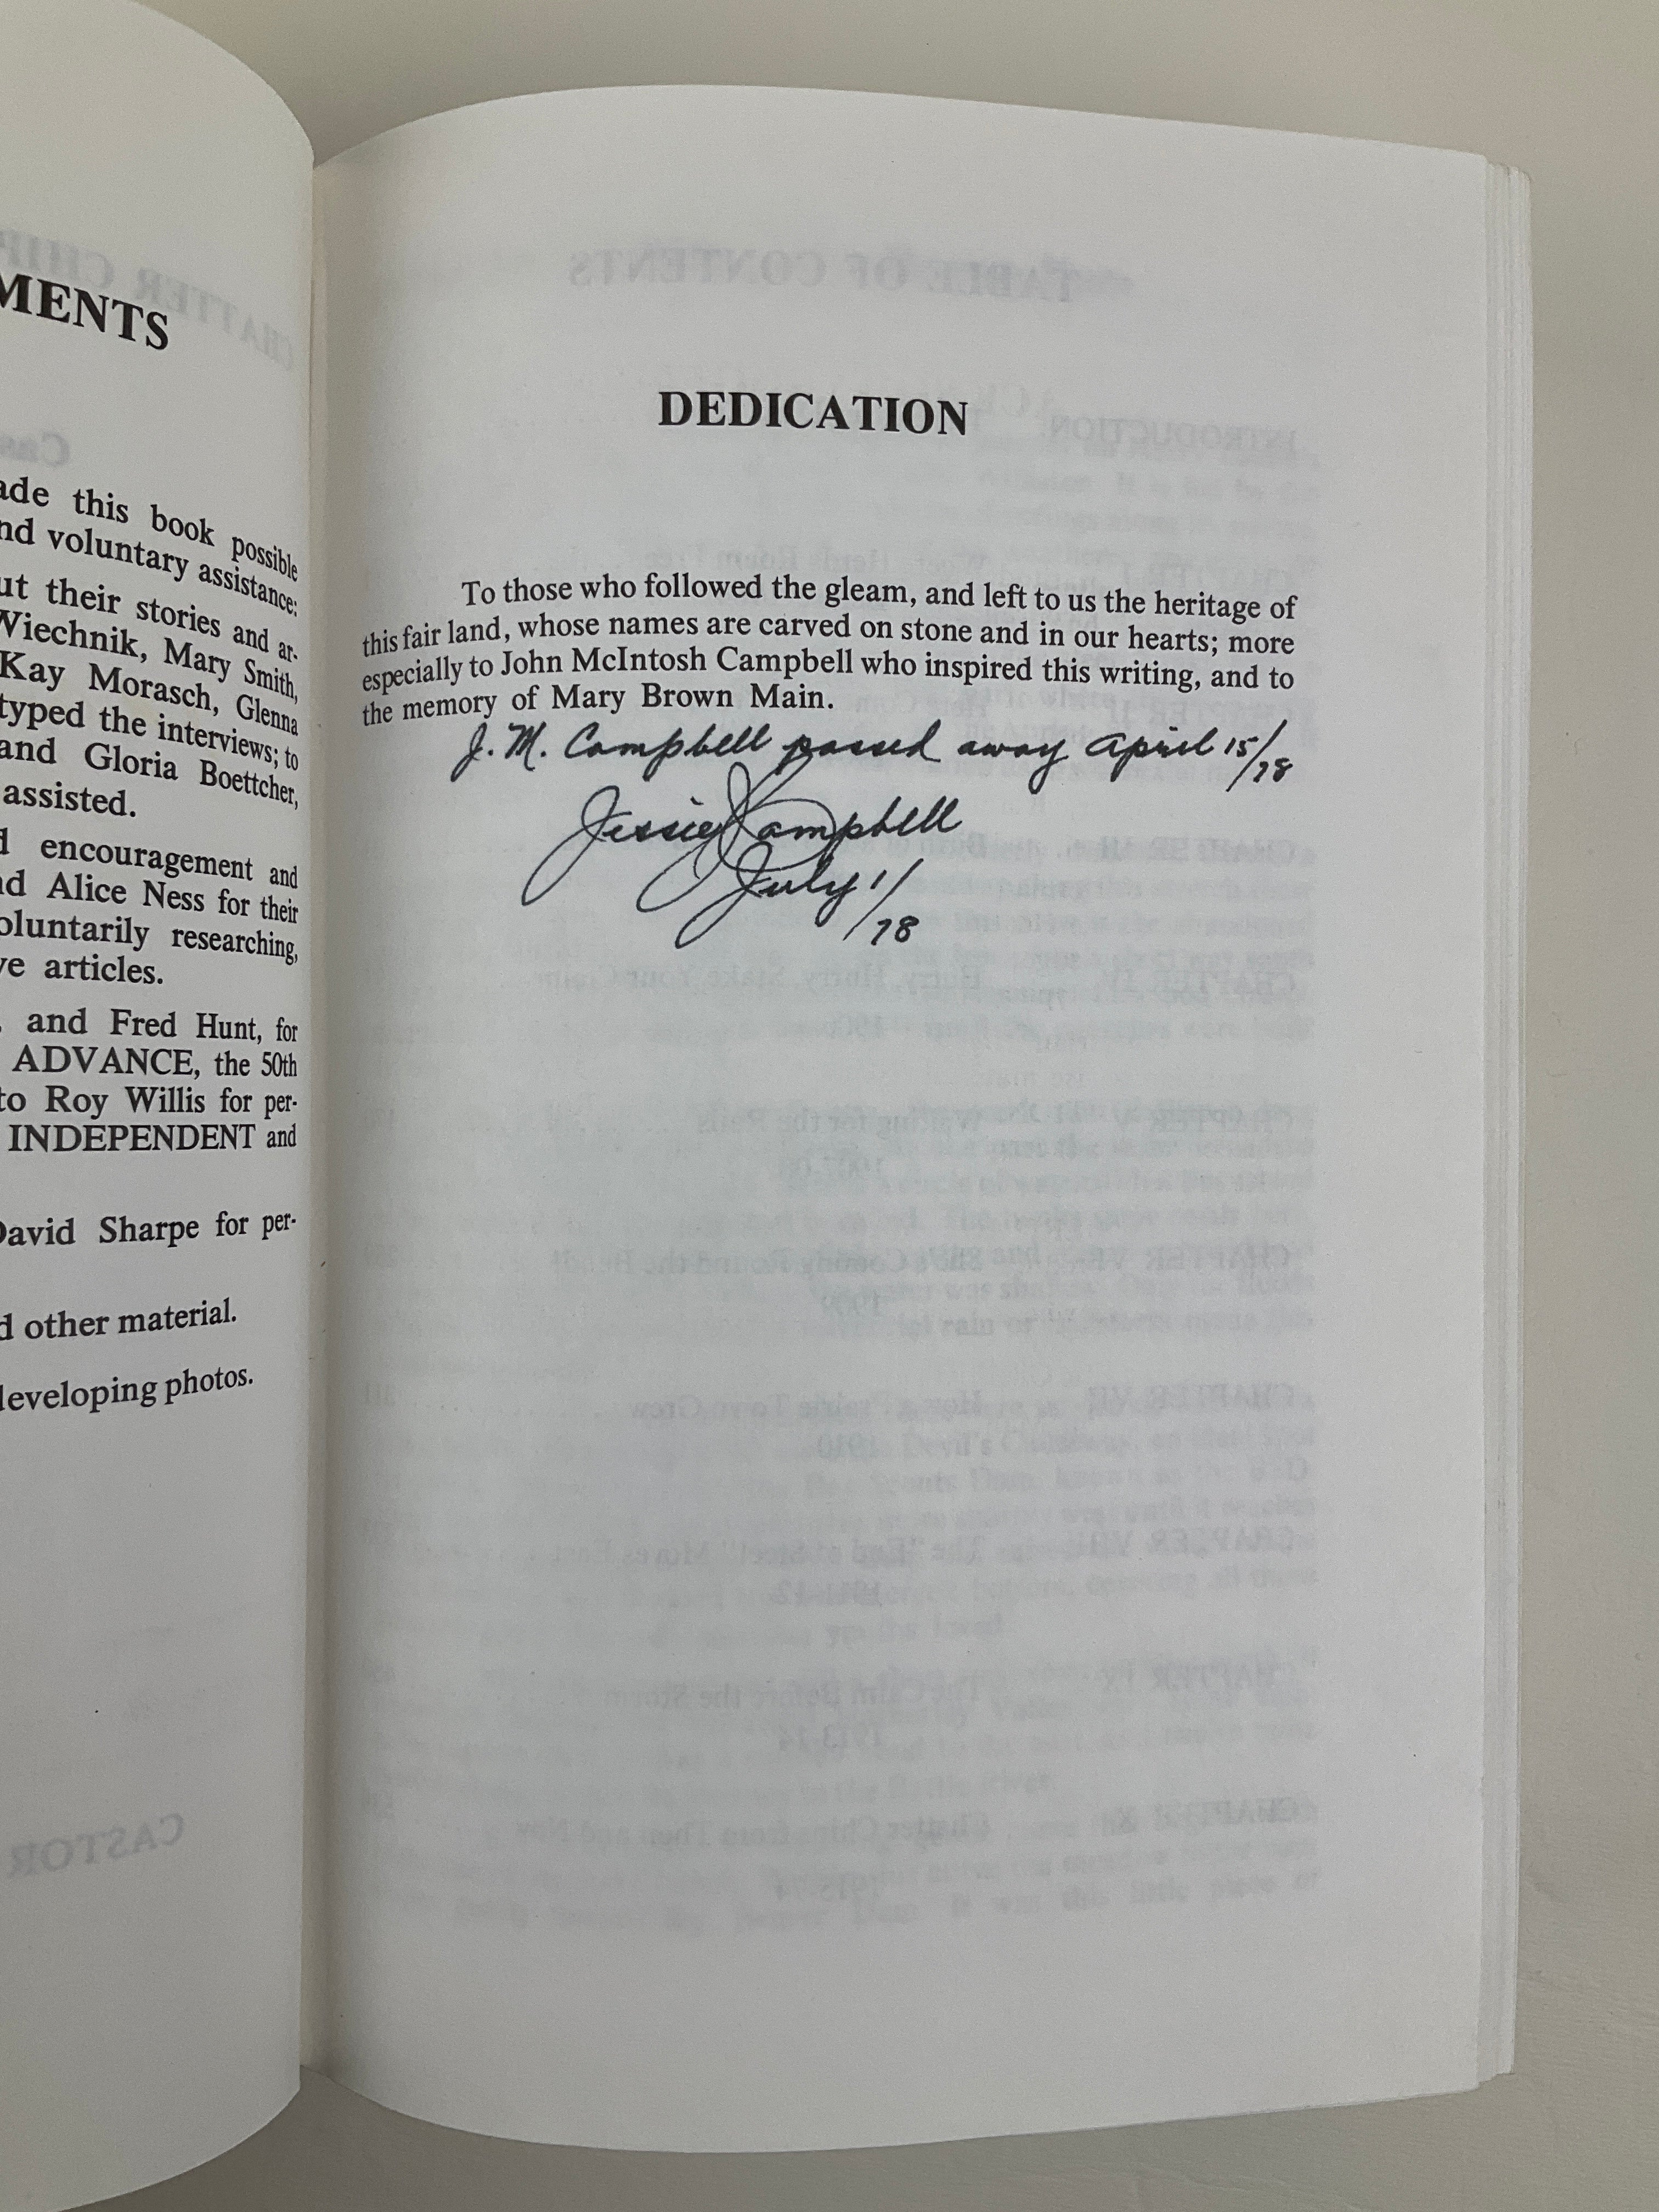 MENTS
ade this book possible
nd voluntary assistance:
ut their stories and ar-
Wiechnik, Mary Smith,
Kay Morasch, Glenna
typed the interviews; to
and Gloria Boettcher,
assisted.
d encouragement and
nd Alice Ness for their
oluntarily researching,
ve articles.
. and Fred Hunt, for
ADVANCE, the 50th
to Roy Willis for per-
INDEPENDENT and
David Sharpe for per-
d other material.
developing photos.
DEDICATION
To those who followed the gleam, and left to us the heritage of
this fair land, whose names are carved on stone and in our hearts; more
especially to John McIntosh Campbell who inspired this writing, and to
the memory of Mary Brown Main.
J. M. Campbell passed away April 15/78
Jessie J Campbell
July 1/78